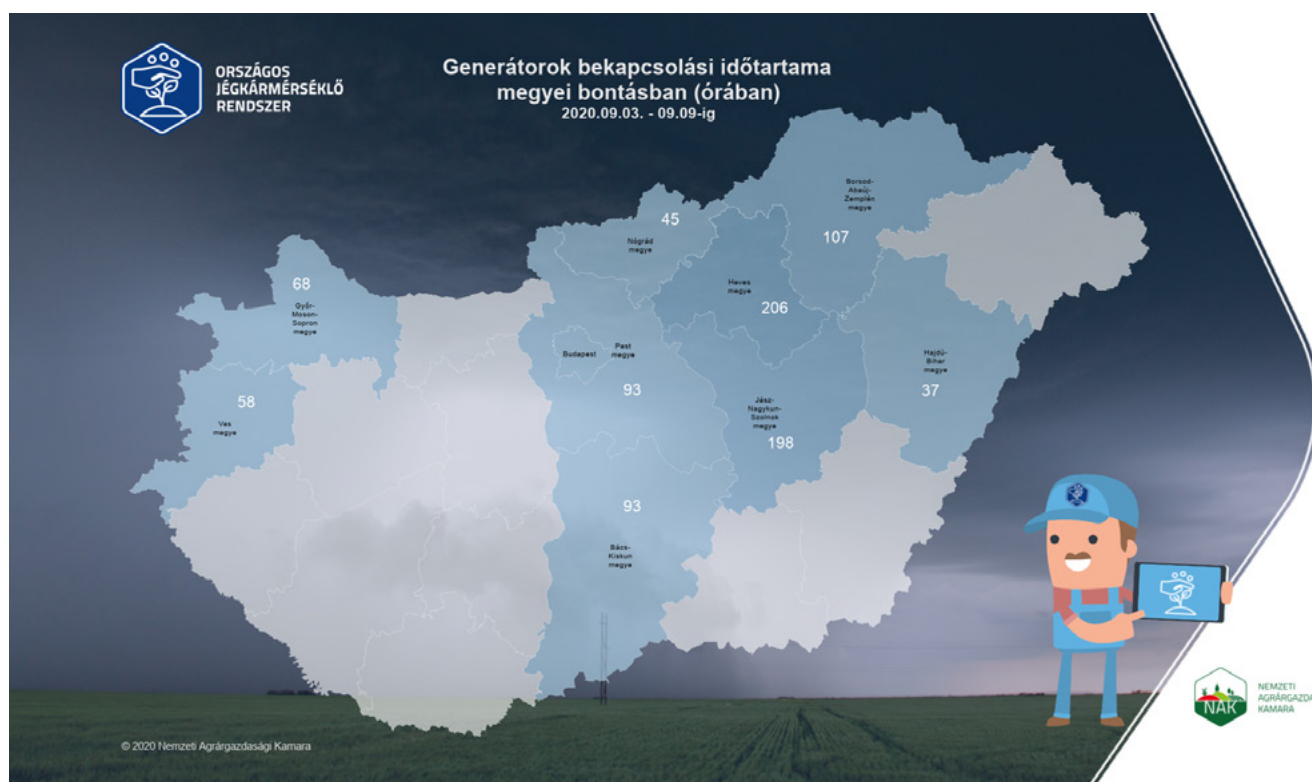 ORSZÁGOS
JÉGKÁRMÉRSÉKLŐ
RENDSZER
Generátorok bekapcsolási időtartama
megyei bontásban (órában)
2020.09.03. - 09.09-ig
Borsod-
Abaúj-
Zemplén
megye
107
45
Nógrád
megye
68
Győr-
Moson-
Sopron
megye
Heves
megye
206
Budapest
Pest
megye
93
Hajdú-
Bihar
megye
37
58
Vas
megye
Jász-
Nagykun-
Szolnok
megye
198
93
Bács-
Kiskun
megye
NAK
NEMZETI
AGRÁRGAZDA
KAMARA
© 2020 Nemzeti Agrárgazdasági Kamara